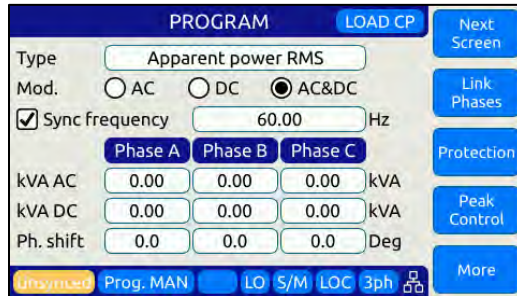 PROGRAM LOAD CP
Next Screen
Type Apparent power RMS
Mod. AC DC AC&DC
Link Phases
Sync frequency 60.00 Hz
Phase A Phase B Phase C
Protection
kVA AC 0.00 0.00 0.00 kVA
kVA DC 0.00 0.00 0.00 kVA
Peak Control
Ph. shift 0.0 0.0 0.0 Deg
Unsynced Prog. MAN LO S/M LOC 3ph
More